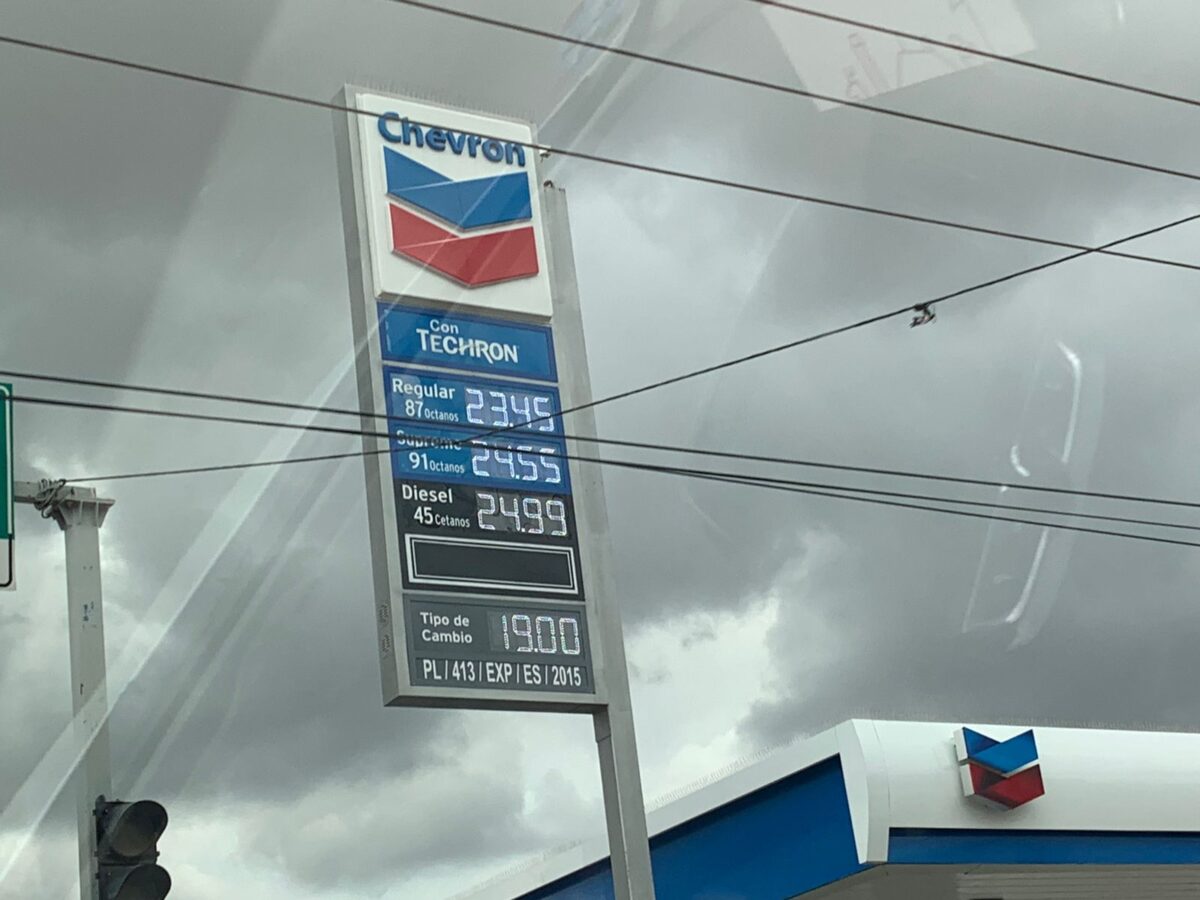 Chevron
Con
TECHRON
Regular
87 Octanos
23.45
Supreme
91 Octanos
24.55
Diesel
45 Cetanos
24.99
Tipo de
Cambio
19.00
PL / 413 / EXP / ES / 2015